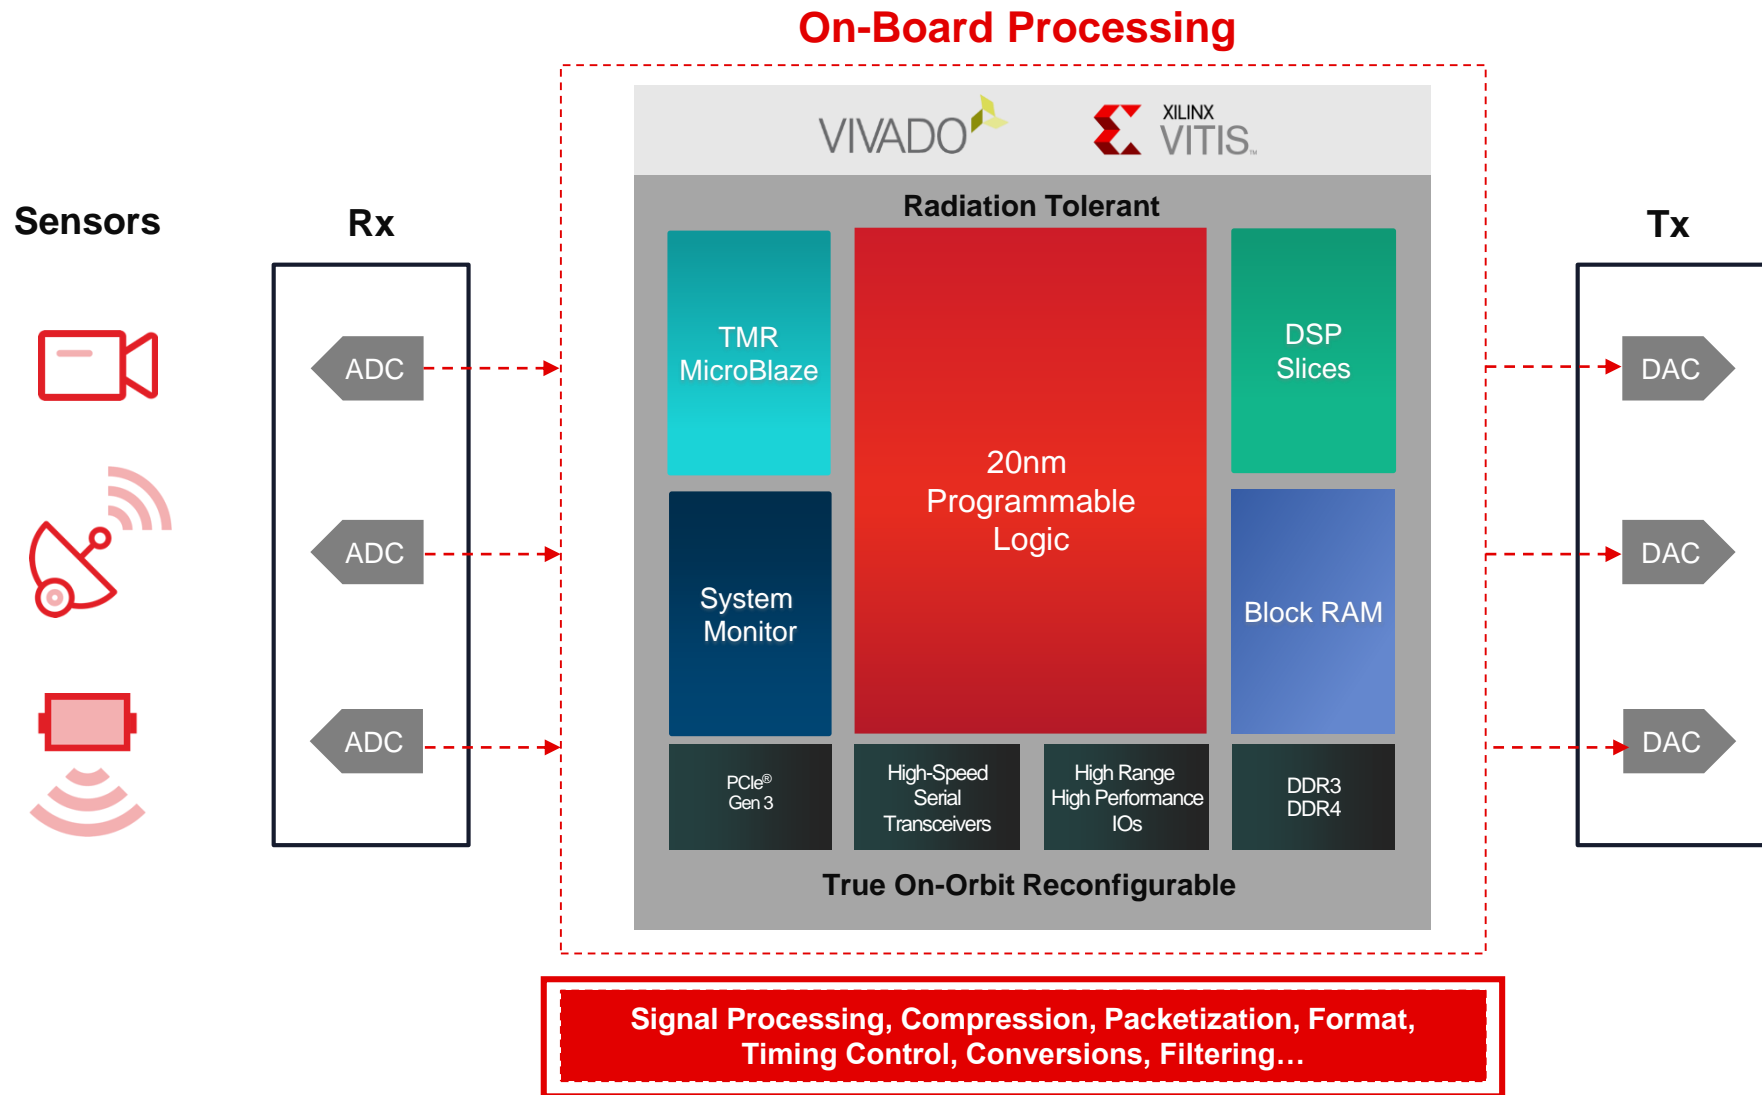 On-Board Processing
VIVADO
XILINX
VITIS™
Sensors
Rx
Radiation Tolerant
Tx
TMR
MicroBlaze
DSP
Slices
ADC
DAC
20nm
Programmable
Logic
ADC
DAC
System
Monitor
Block RAM
ADC
DAC
PCIe®
Gen 3
High-Speed
Serial
Transceivers
High Range
High Performance
IOs
DDR3
DDR4
True On-Orbit Reconfigurable
Signal Processing, Compression, Packetization, Format,
Timing Control, Conversions, Filtering…